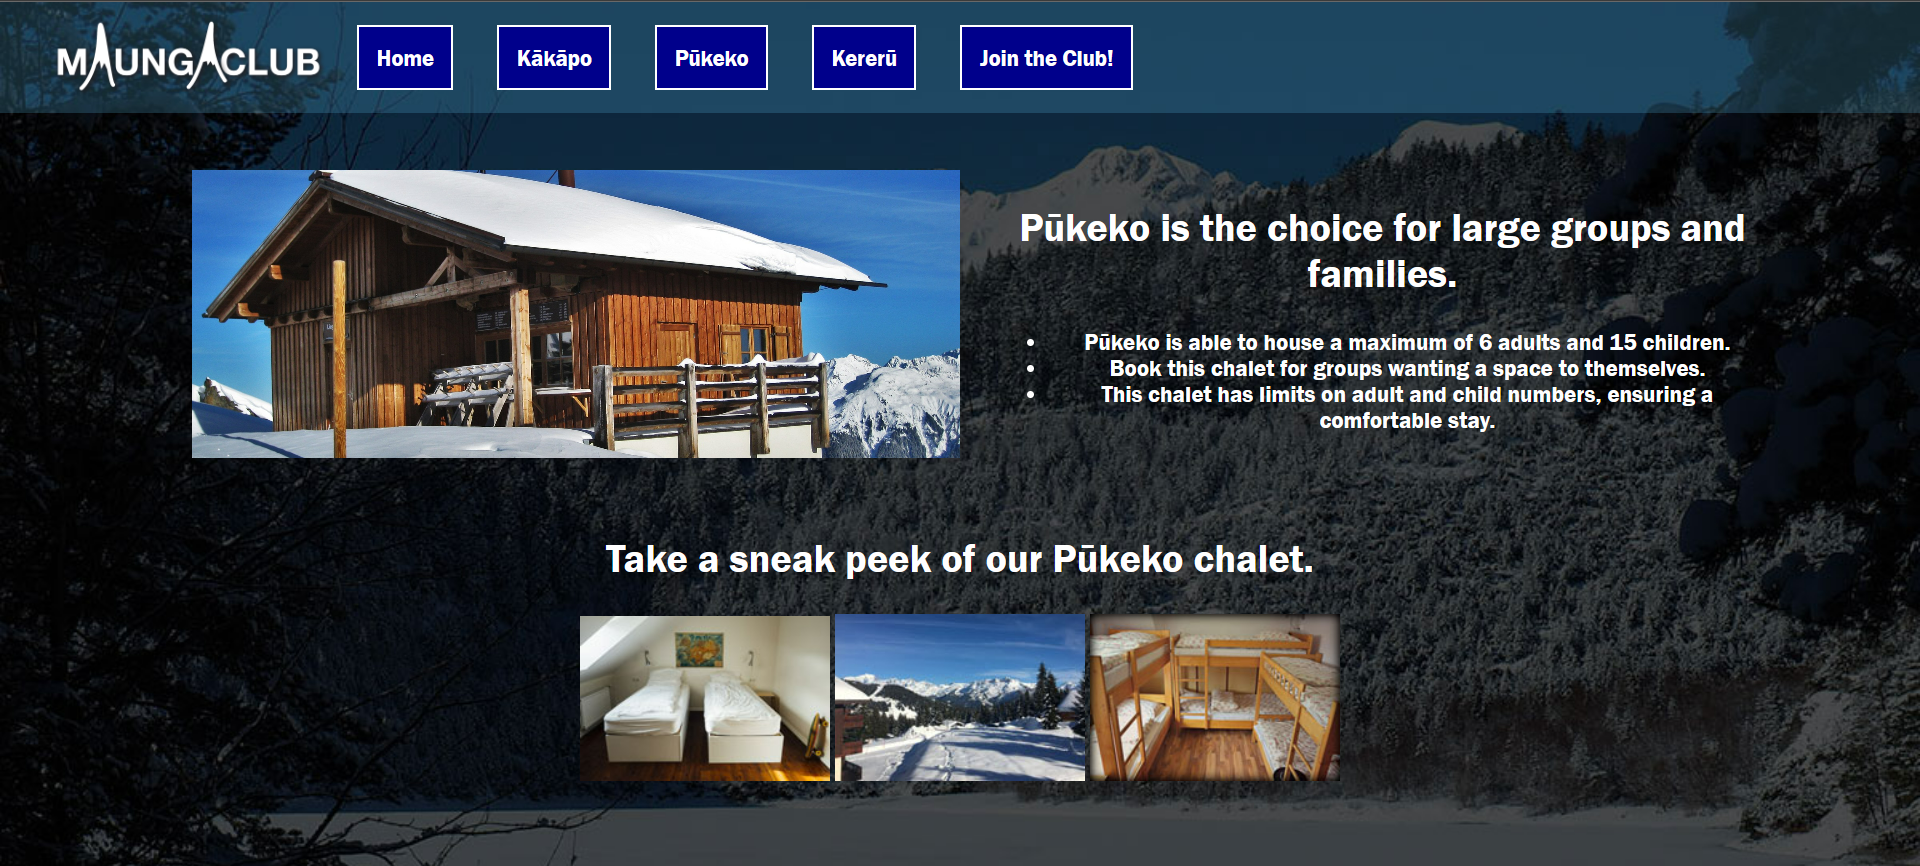 MAUNGACLUB
Home
Kākāpo
Pūkeko
Kererū
Join the Club!
Pūkeko is the choice for large groups and
families.
• Pūkeko is able to house a maximum of 6 adults and 15 children.
• Book this chalet for groups wanting a space to themselves.
• This chalet has limits on adult and child numbers, ensuring a
comfortable stay.
Take a sneak peek of our Pūkeko chalet.